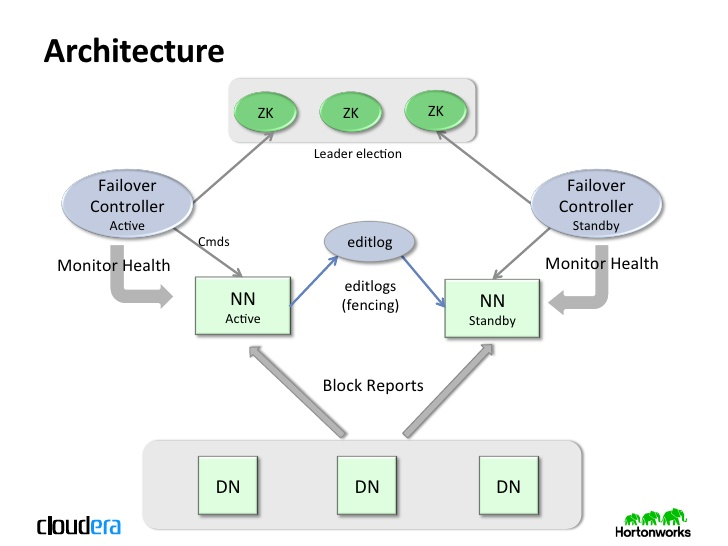 Architecture
ZK
ZK
ZK
Leader election
Failover
Controller
Active
Failover
Controller
Standby
Cmds
editlog
Monitor Health
Monitor Health
NN
Active
editlogs
(fencing)
NN
Standby
Block Reports
DN
DN
DN
cloudera
Hortonworks